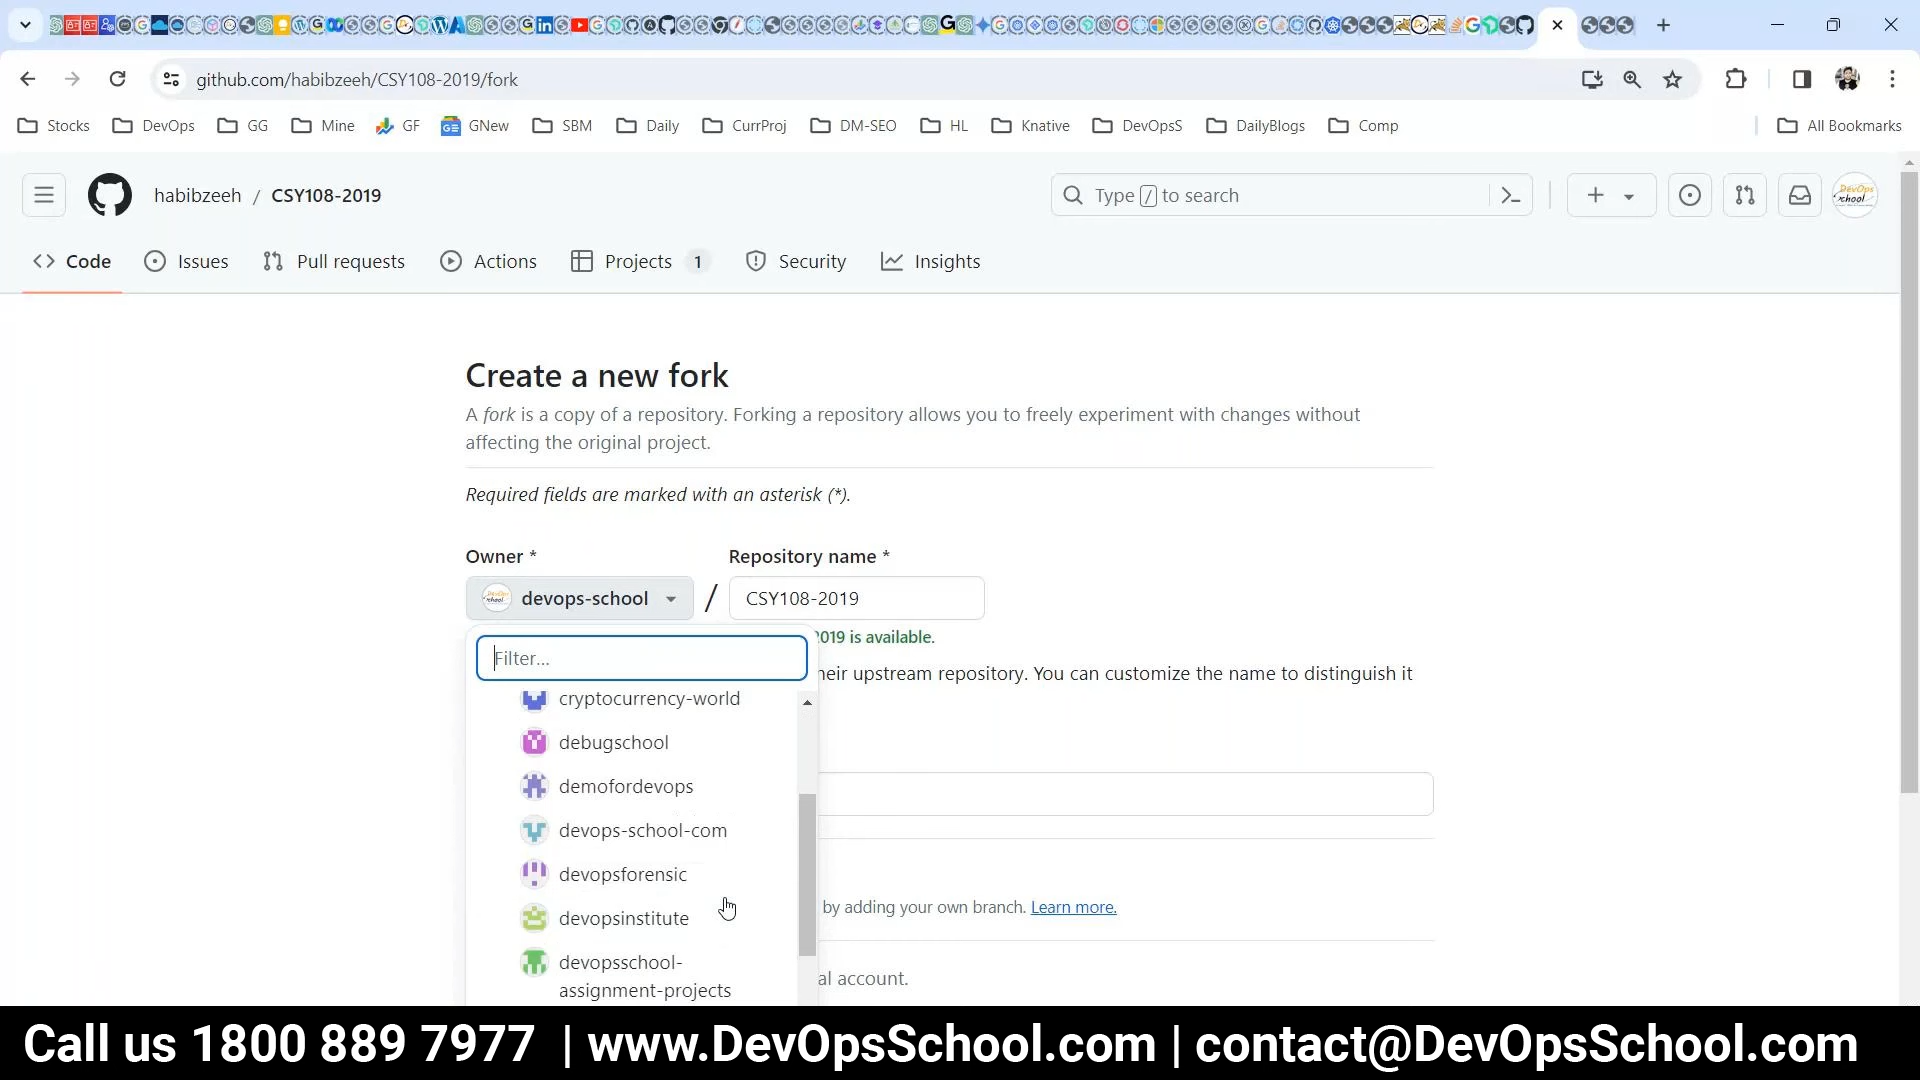 github.com/habibzeeh/CSY108-2019/fork
Stocks DevOps GG Mine GF GNew SBM Daily CurrProj DM-SEO HL Knative DevOpsS DailyBlogs Comp All Bookmarks
habibzeeh / CSY108-2019
Type / to search
Code Issues Pull requests Actions Projects 1 Security Insights
Create a new fork
A fork is a copy of a repository. Forking a repository allows you to freely experiment with changes without
affecting the original project.
Required fields are marked with an asterisk (*).
Owner * Repository name *
devops-school / CSY108-2019
2019 is available.
Filter...
heir upstream repository. You can customize the name to distinguish it
cryptocurrency-world
debugschool
demofordevops
devops-school-com
devopsforensic
by adding your own branch. Learn more.
devopsinstitute
devopsschool-
assignment-projects
al account.
Call us 1800 889 7977 | www.DevOpsSchool.com | contact@DevOpsSchool.com